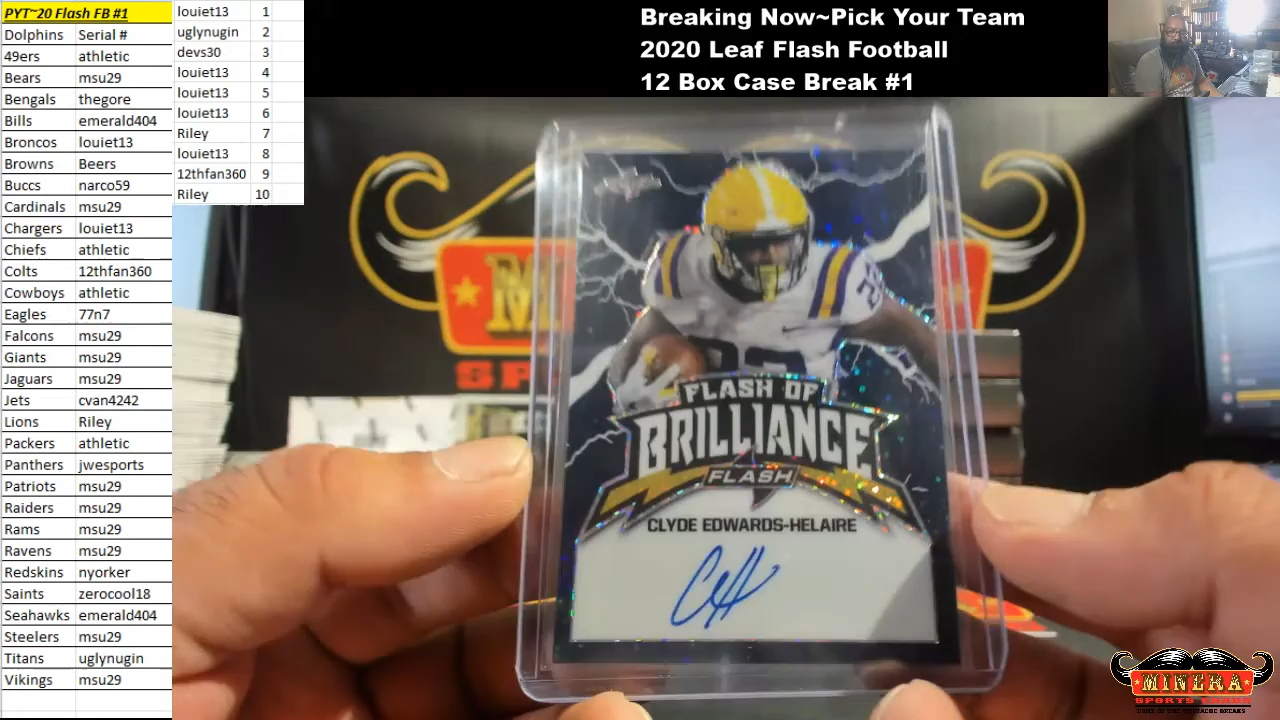 PYT~20 Flash FB #1
Dolphins Serial #
49ers athletic
Bears msu29
Bengals thegore
Bills emerald404
Broncos louiet13
Browns Beers
Buccs narco59
Cardinals msu29
Chargers louiet13
Chiefs athletic
Colts 12thfan360
Cowboys athletic
Eagles 77n7
Falcons msu29
Giants msu29
Jaguars msu29
Jets cvan4242
Lions Riley
Packers athletic
Panthers jwesports
Patriots msu29
Raiders msu29
Rams msu29
Ravens msu29
Redskins nyorker
Saints zerocool18
Seahawks emerald404
Steelers msu29
Titans uglynugin
Vikings msu29
louiet13 1
uglynugin 2
devs30 3
louiet13 4
louiet13 5
louiet13 6
Riley 7
louiet13 8
12thfan360 9
Riley 10
Breaking Now~Pick Your Team
2020 Leaf Flash Football
12 Box Case Break #1
FLASH OF
BRILLIANCE
FLASH
CLYDE EDWARDS-HELAIRE
M
SP
MINERA
SPORTS CARDS